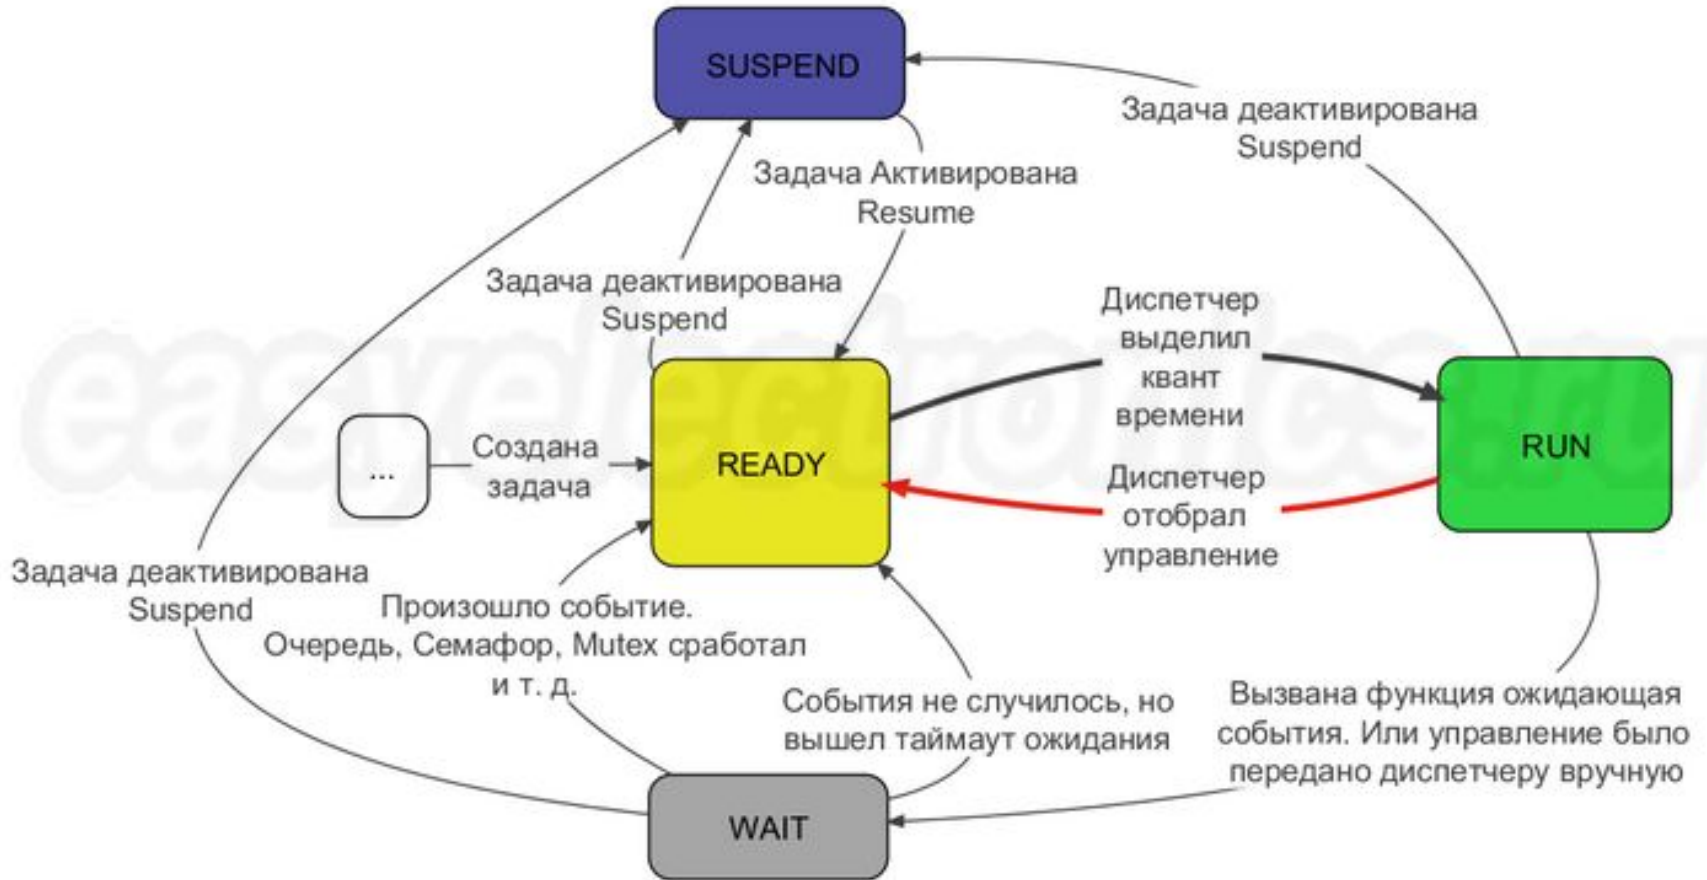 SUSPEND
Задача деактивирована
Suspend
Задача Активирована
Resume
Задача деактивирована
Suspend
Диспетчер
выделил
квант
времени
...
Создана
задача
READY
RUN
Диспетчер
отобрал
управление
Задача деактивирована
Suspend
Произошло событие.
Очередь, Семафор, Mutex сработал
и т. д.
События не случилось, но
вышел таймаут ожидания
Вызвана функция ожидающая
события. Или управление было
передано диспетчеру вручную
WAIT
easyelectronics.ru